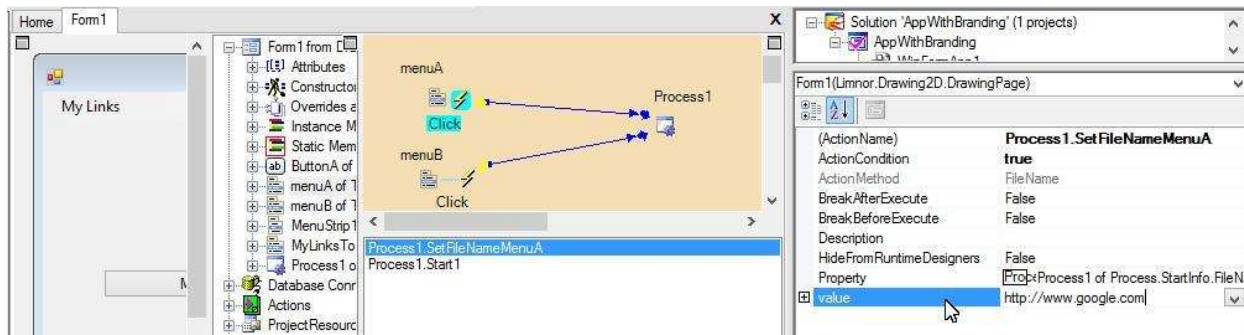 Home
Form1
X
My Links
Form1 from
Attributes
Constructor
Overrides a
Instance M
Static Mem
ButtonA of
menuA of T
menuB of T
MenuStrip1
MyLinksTo
Process1 o
Database Conr
Actions
ProjectResourc
menuA
Click
menuB
Click
Process1
Process1.SetFileNameMenuA
Process1.Start1
Solution 'AppWithBranding' (1 projects)
AppWithBranding
Form1(Limnor.Drawing2D.DrawingPage)
(ActionName) Process1.SetFileNameMenuA
ActionCondition true
ActionMethod FileName
BreakAfterExecute False
BreakBeforeExecute False
Description
HideFromRuntimeDesigners False
Property Process1 of Process.StartInfo.FileN
value http://www.google.com